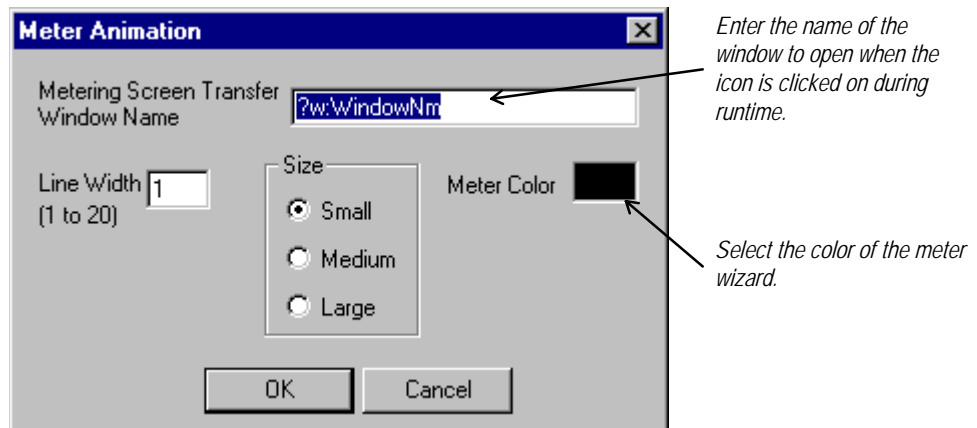 Meter Animation
Enter the name of the
window to open when the
icon is clicked on during
runtime.
Metering Screen Transfer
Window Name
?w:WindowNm
Line Width
(1 to 20)
1
Size
Small
Medium
Large
Meter Color
Select the color of the meter
wizard.
OK
Cancel